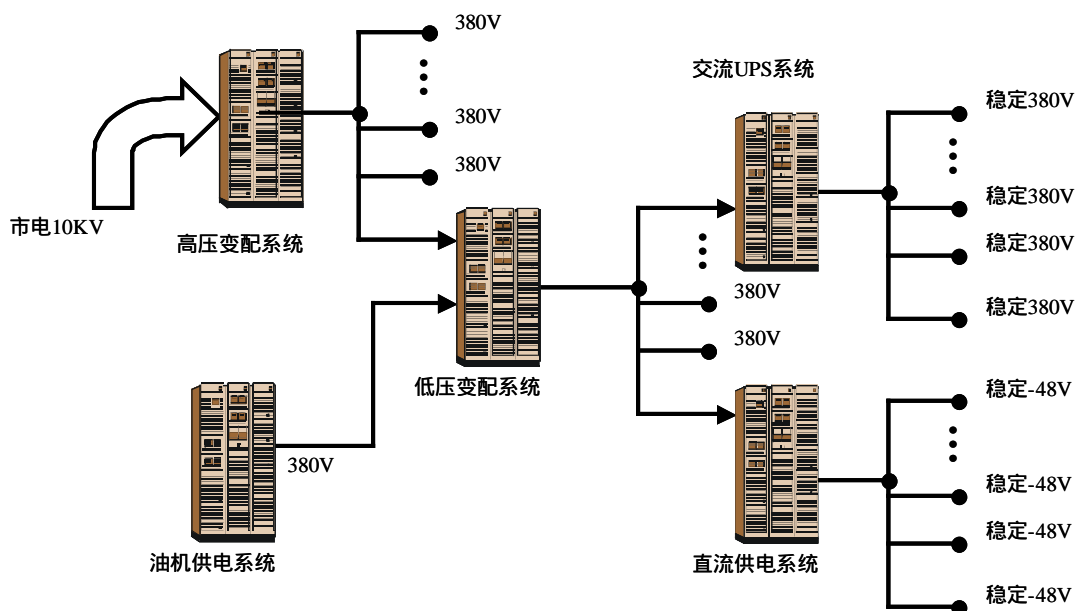 380V
380V
380V
市电10KV
高压变配系统
交流UPS系统
稳定380V
稳定380V
稳定380V
稳定380V
380V
380V
低压变配系统
380V
油机供电系统
直流供电系统
稳定-48V
稳定-48V
稳定-48V
稳定-48V